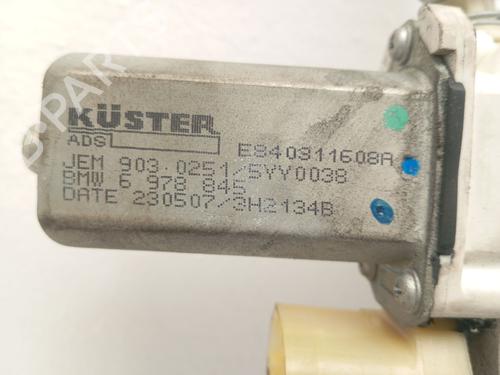 KÜSTER
ADS
E840311608A
JEM 903.0251/5YY0038
BMW 6 978 845
DATE 230507/3H2134B